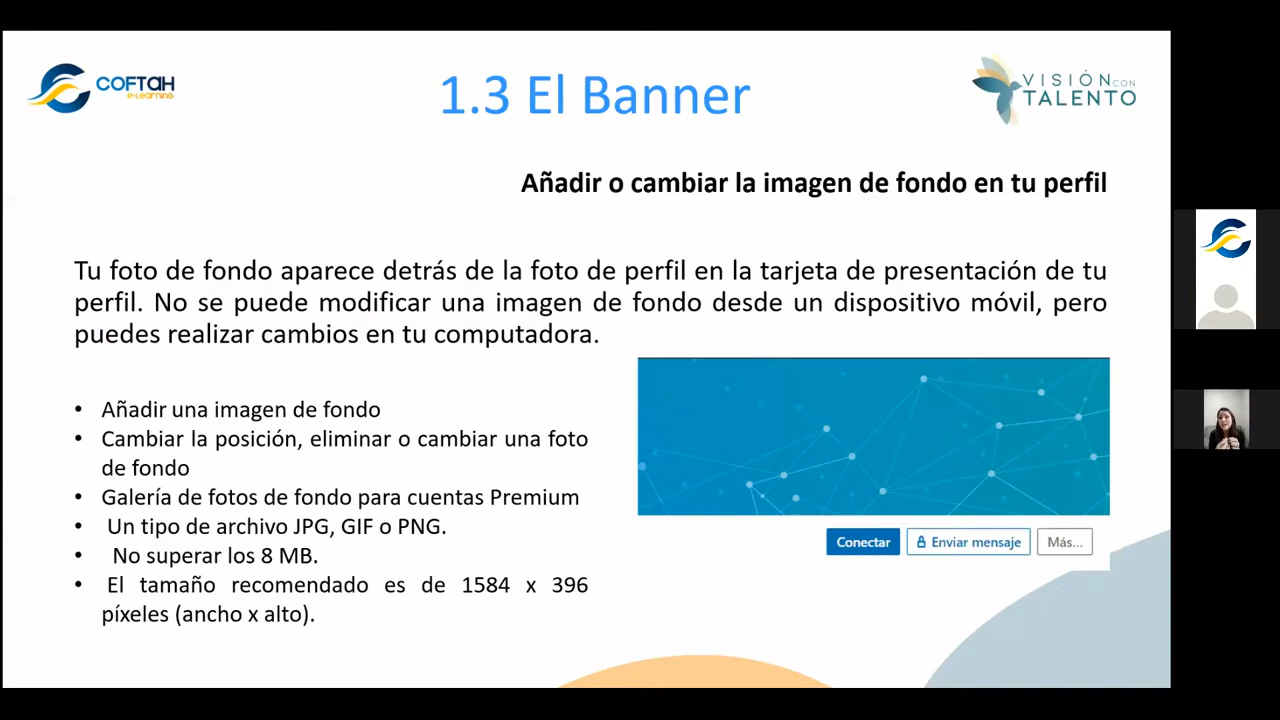 COFTAH
e-Learning
1.3 El Banner
VISIÓN CON
TALENTO
Añadir o cambiar la imagen de fondo en tu perfil
Tu foto de fondo aparece detrás de la foto de perfil en la tarjeta de presentación de tu
perfil. No se puede modificar una imagen de fondo desde un dispositivo móvil, pero
puedes realizar cambios en tu computadora.
• Añadir una imagen de fondo
• Cambiar la posición, eliminar o cambiar una foto
de fondo
• Galería de fotos de fondo para cuentas Premium
• Un tipo de archivo JPG, GIF o PNG.
• No superar los 8 MB.
• El tamaño recomendado es de 1584 x 396
píxeles (ancho x alto).
Conectar
Enviar mensaje
Más...